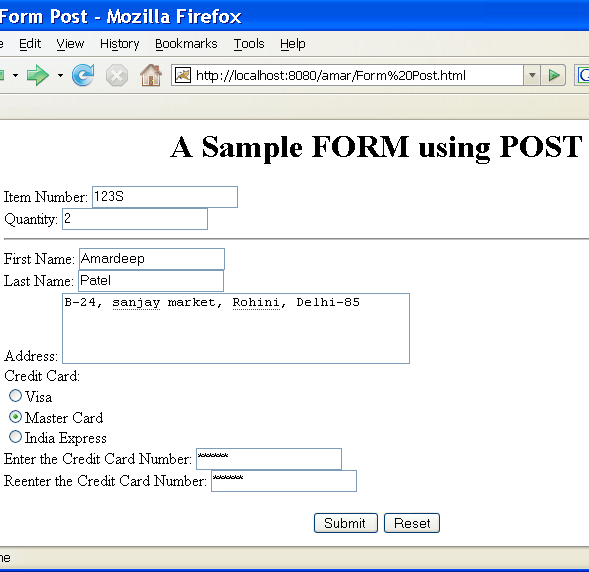 Form Post - Mozilla Firefox
Edit View History Bookmarks Tools Help
http://localhost:8080/amar/Form%20Post.html
A Sample FORM using POST
Item Number: 123S
Quantity: 2
First Name: Amardeep
Last Name: Patel
B-24, sanjay market, Rohini, Delhi-85
Address:
Credit Card:
Visa
Master Card
India Express
Enter the Credit Card Number: *******
Reenter the Credit Card Number: *******
Submit Reset